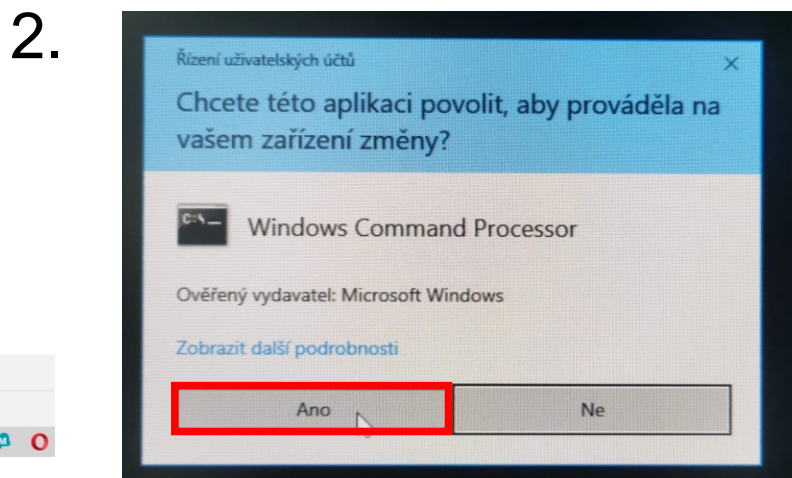 2.
Řízení uživatelských účtů
Chcete této aplikaci povolit, aby prováděla na
vašem zařízení změny?
C:\_
Windows Command Processor
Ověřený vydavatel: Microsoft Windows
Zobrazit další podrobnosti
Ano
Ne
M